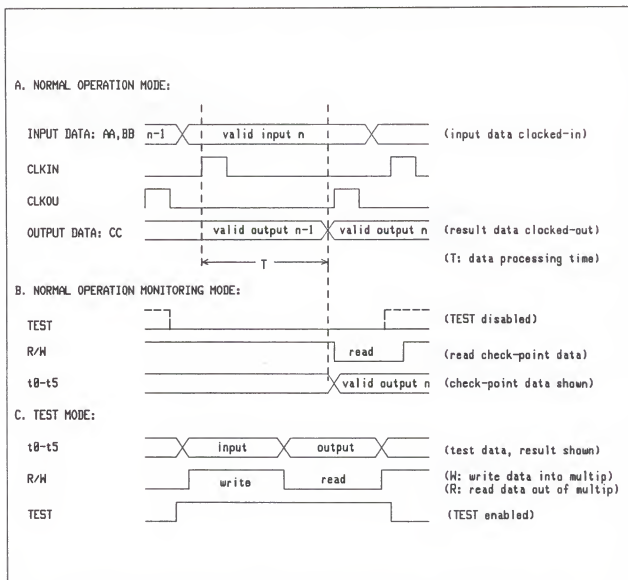 A. NORMAL OPERATION MODE:
INPUT DATA: AA,BB n-1 valid input n (input data clocked-in)
CLKIN
CLKOU
OUTPUT DATA: CC valid output n-1 valid output n (result data clocked-out)
T (T: data processing time)
B. NORMAL OPERATION MONITORING MODE:
TEST (TEST disabled)
R/W read (read check-point data)
t0-t5 valid output n (check-point data shown)
C. TEST MODE:
t0-t5 input output (test data, result shown)
R/W write read (W: write data into multip)
(R: read data out of multip)
TEST (TEST enabled)